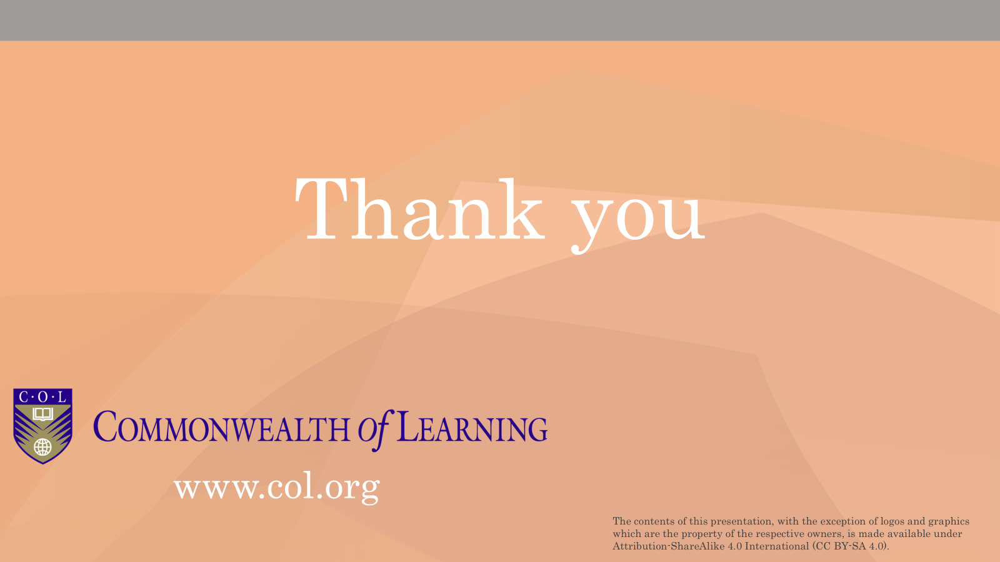 Thank you
C·O·L
COMMONWEALTH of LEARNING
www.col.org
The contents of this presentation, with the exception of logos and graphics
which are the property of the respective owners, is made available under
Attribution-ShareAlike 4.0 International (CC BY-SA 4.0).